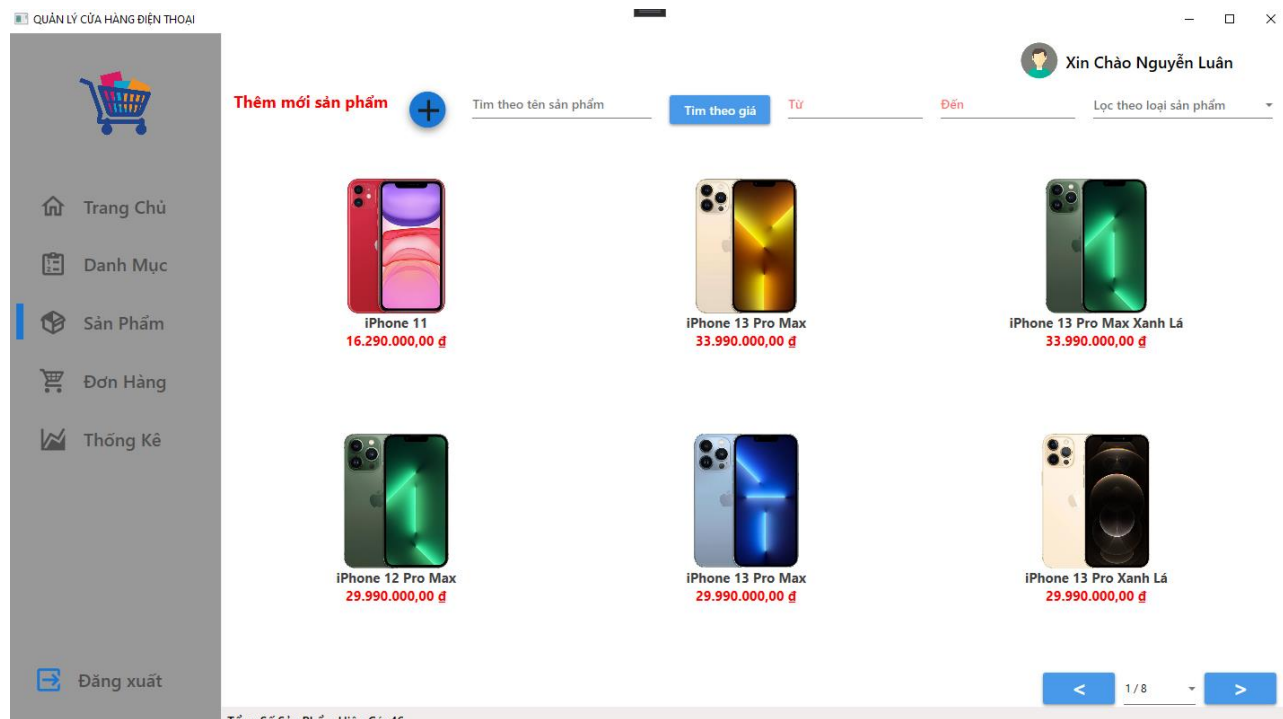 QUẢN LÝ CỬA HÀNG ĐIỆN THOẠI
Xin Chào Nguyễn Luân
Thêm mới sản phẩm
Tìm theo tên sản phẩm
Tìm theo giá
Từ
Đến
Lọc theo loại sản phẩm
Trang Chủ
Danh Mục
Sản Phẩm
Đơn Hàng
Thống Kê
Đăng xuất
iPhone 11
16.290.000,00 ₫
iPhone 13 Pro Max
33.990.000,00 ₫
iPhone 13 Pro Max Xanh Lá
33.990.000,00 ₫
iPhone 12 Pro Max
29.990.000,00 ₫
iPhone 13 Pro Max
29.990.000,00 ₫
iPhone 13 Pro Xanh Lá
29.990.000,00 ₫
< 1 / 8 >